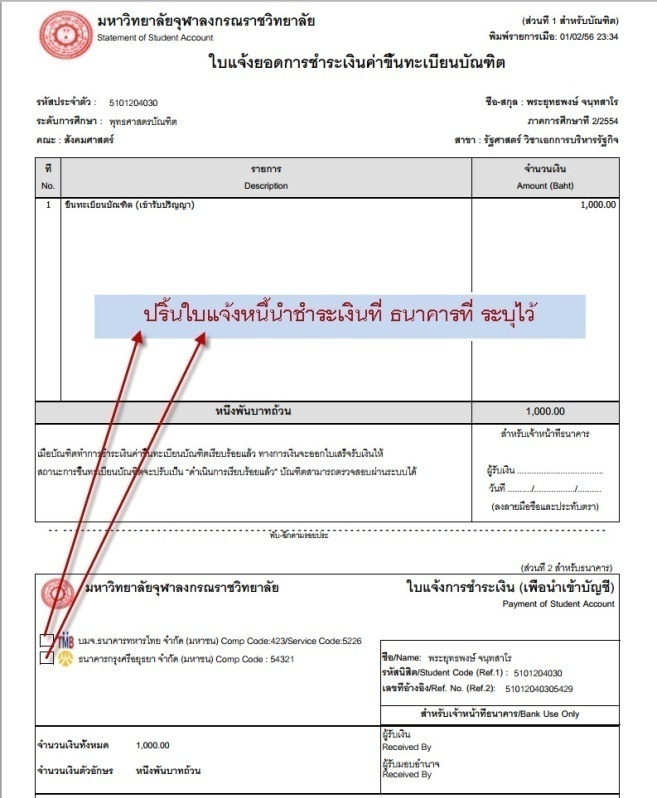 มหาวิทยาลัยจุฬาลงกรณราชวิทยาลัย
Statement of Student Account
(ส่วนที่ 1 สำหรับบัณฑิต)
พิมพ์รายการเมื่อ: 01/02/56 23:34
ใบแจ้งยอดการชำระเงินค่าขึ้นทะเบียนบัณฑิต
รหัสประจำตัว : 5101204030
ชื่อ-สกุล : พระยุทธพงษ์ จนฺทสาโร
ระดับการศึกษา : พุทธศาสตรบัณฑิต
ภาคการศึกษาที่ 2/2554
คณะ : สังคมศาสตร์
สาขา : รัฐศาสตร์ วิชาเอกการบริหารรัฐกิจ
ที่ รายการ จำนวนเงิน
No. Description Amount (Baht)
1 ขึ้นทะเบียนบัณฑิต (เข้ารับปริญญา) 1,000.00
ปริ้นใบแจ้งหนี้นำชำระเงินที่ ธนาคารที่ ระบุไว้
หนึ่งพันบาทถ้วน 1,000.00
สำหรับเจ้าหน้าที่ธนาคาร
เมื่อบัณฑิตทำการชำระเงินค่าขึ้นทะเบียนบัณฑิตเรียบร้อยแล้ว ทางการเงินจะออกใบเสร็จรับเงินให้
สถานะการขึ้นทะเบียนบัณฑิตจะปรับเป็น "ดำเนินการเรียบร้อยแล้ว" บัณฑิตสามารถตรวจสอบผ่านระบบได้
ผู้รับเงิน ................................
วันที่ ........./................/.........
(ลงลายมือชื่อและประทับตรา)
พับ-ฉีกตามรอยประ
(ส่วนที่ 2 สำหรับธนาคาร)
มหาวิทยาลัยจุฬาลงกรณราชวิทยาลัย
ใบแจ้งการชำระเงิน (เพื่อนำเข้าบัญชี)
Payment of Student Account
TMB บมจ.ธนาคารทหารไทย จำกัด (มหาชน) Comp Code:423/Service Code:5226
ธนาคารกรุงศรีอยุธยา จำกัด (มหาชน) Comp Code : 54321
ชื่อ/Name: พระยุทธพงษ์ จนฺทสาโร
รหัสนิสิต/Student Code (Ref.1) : 5101204030
เลขที่อ้างอิง/Ref. No. (Ref.2): 51012040305429
สำหรับเจ้าหน้าที่ธนาคาร/Bank Use Only
จำนวนเงินทั้งหมด 1,000.00
ผู้รับเงิน
Received By
จำนวนเงินตัวอักษร หนึ่งพันบาทถ้วน
ผู้รับมอบอำนาจ
Received By